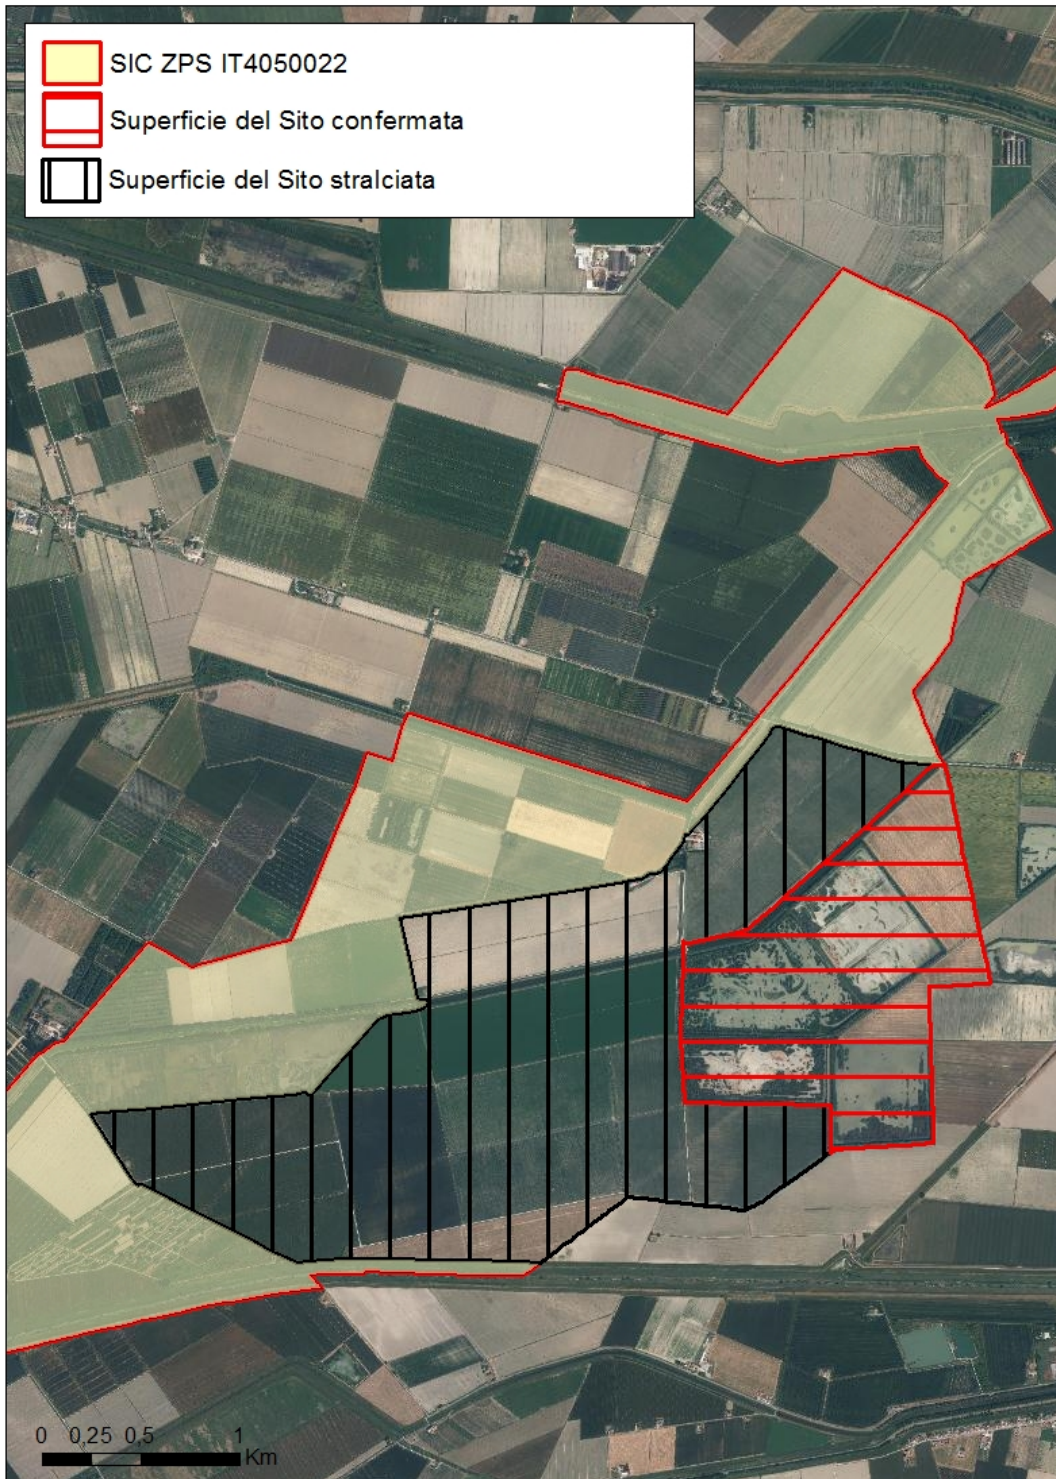 SIC ZPS IT4050022
Superficie del Sito confermata
Superficie del Sito stralciata
0 0,25 0,5 1
Km